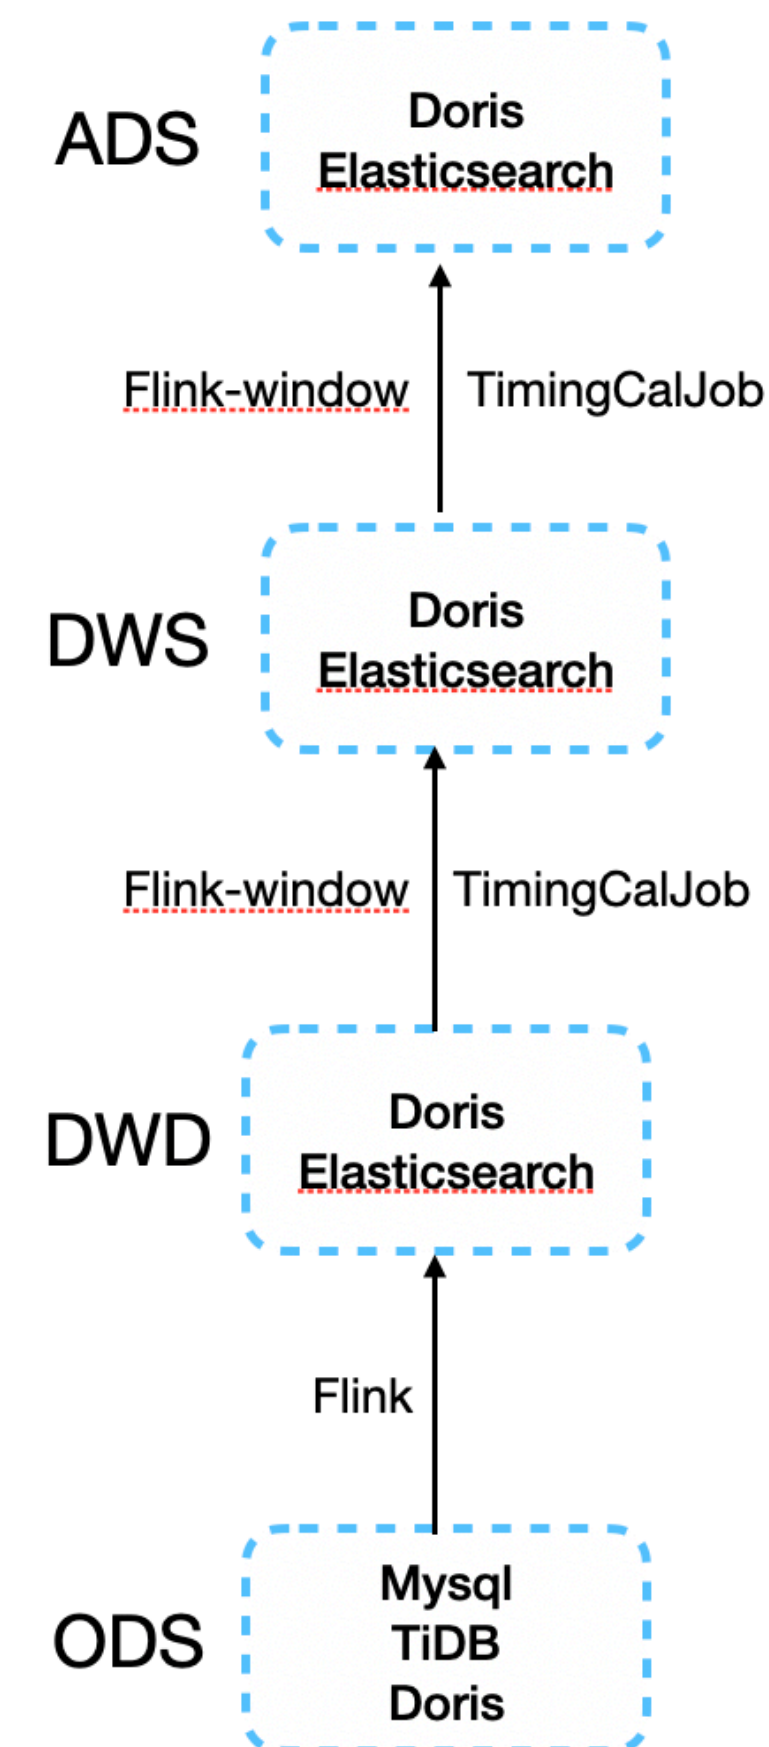 ADS
Doris
Elasticsearch
Flink-window
TimingCalJob
DWS
Doris
Elasticsearch
Flink-window
TimingCalJob
DWD
Doris
Elasticsearch
Flink
ODS
Mysql
TiDB
Doris